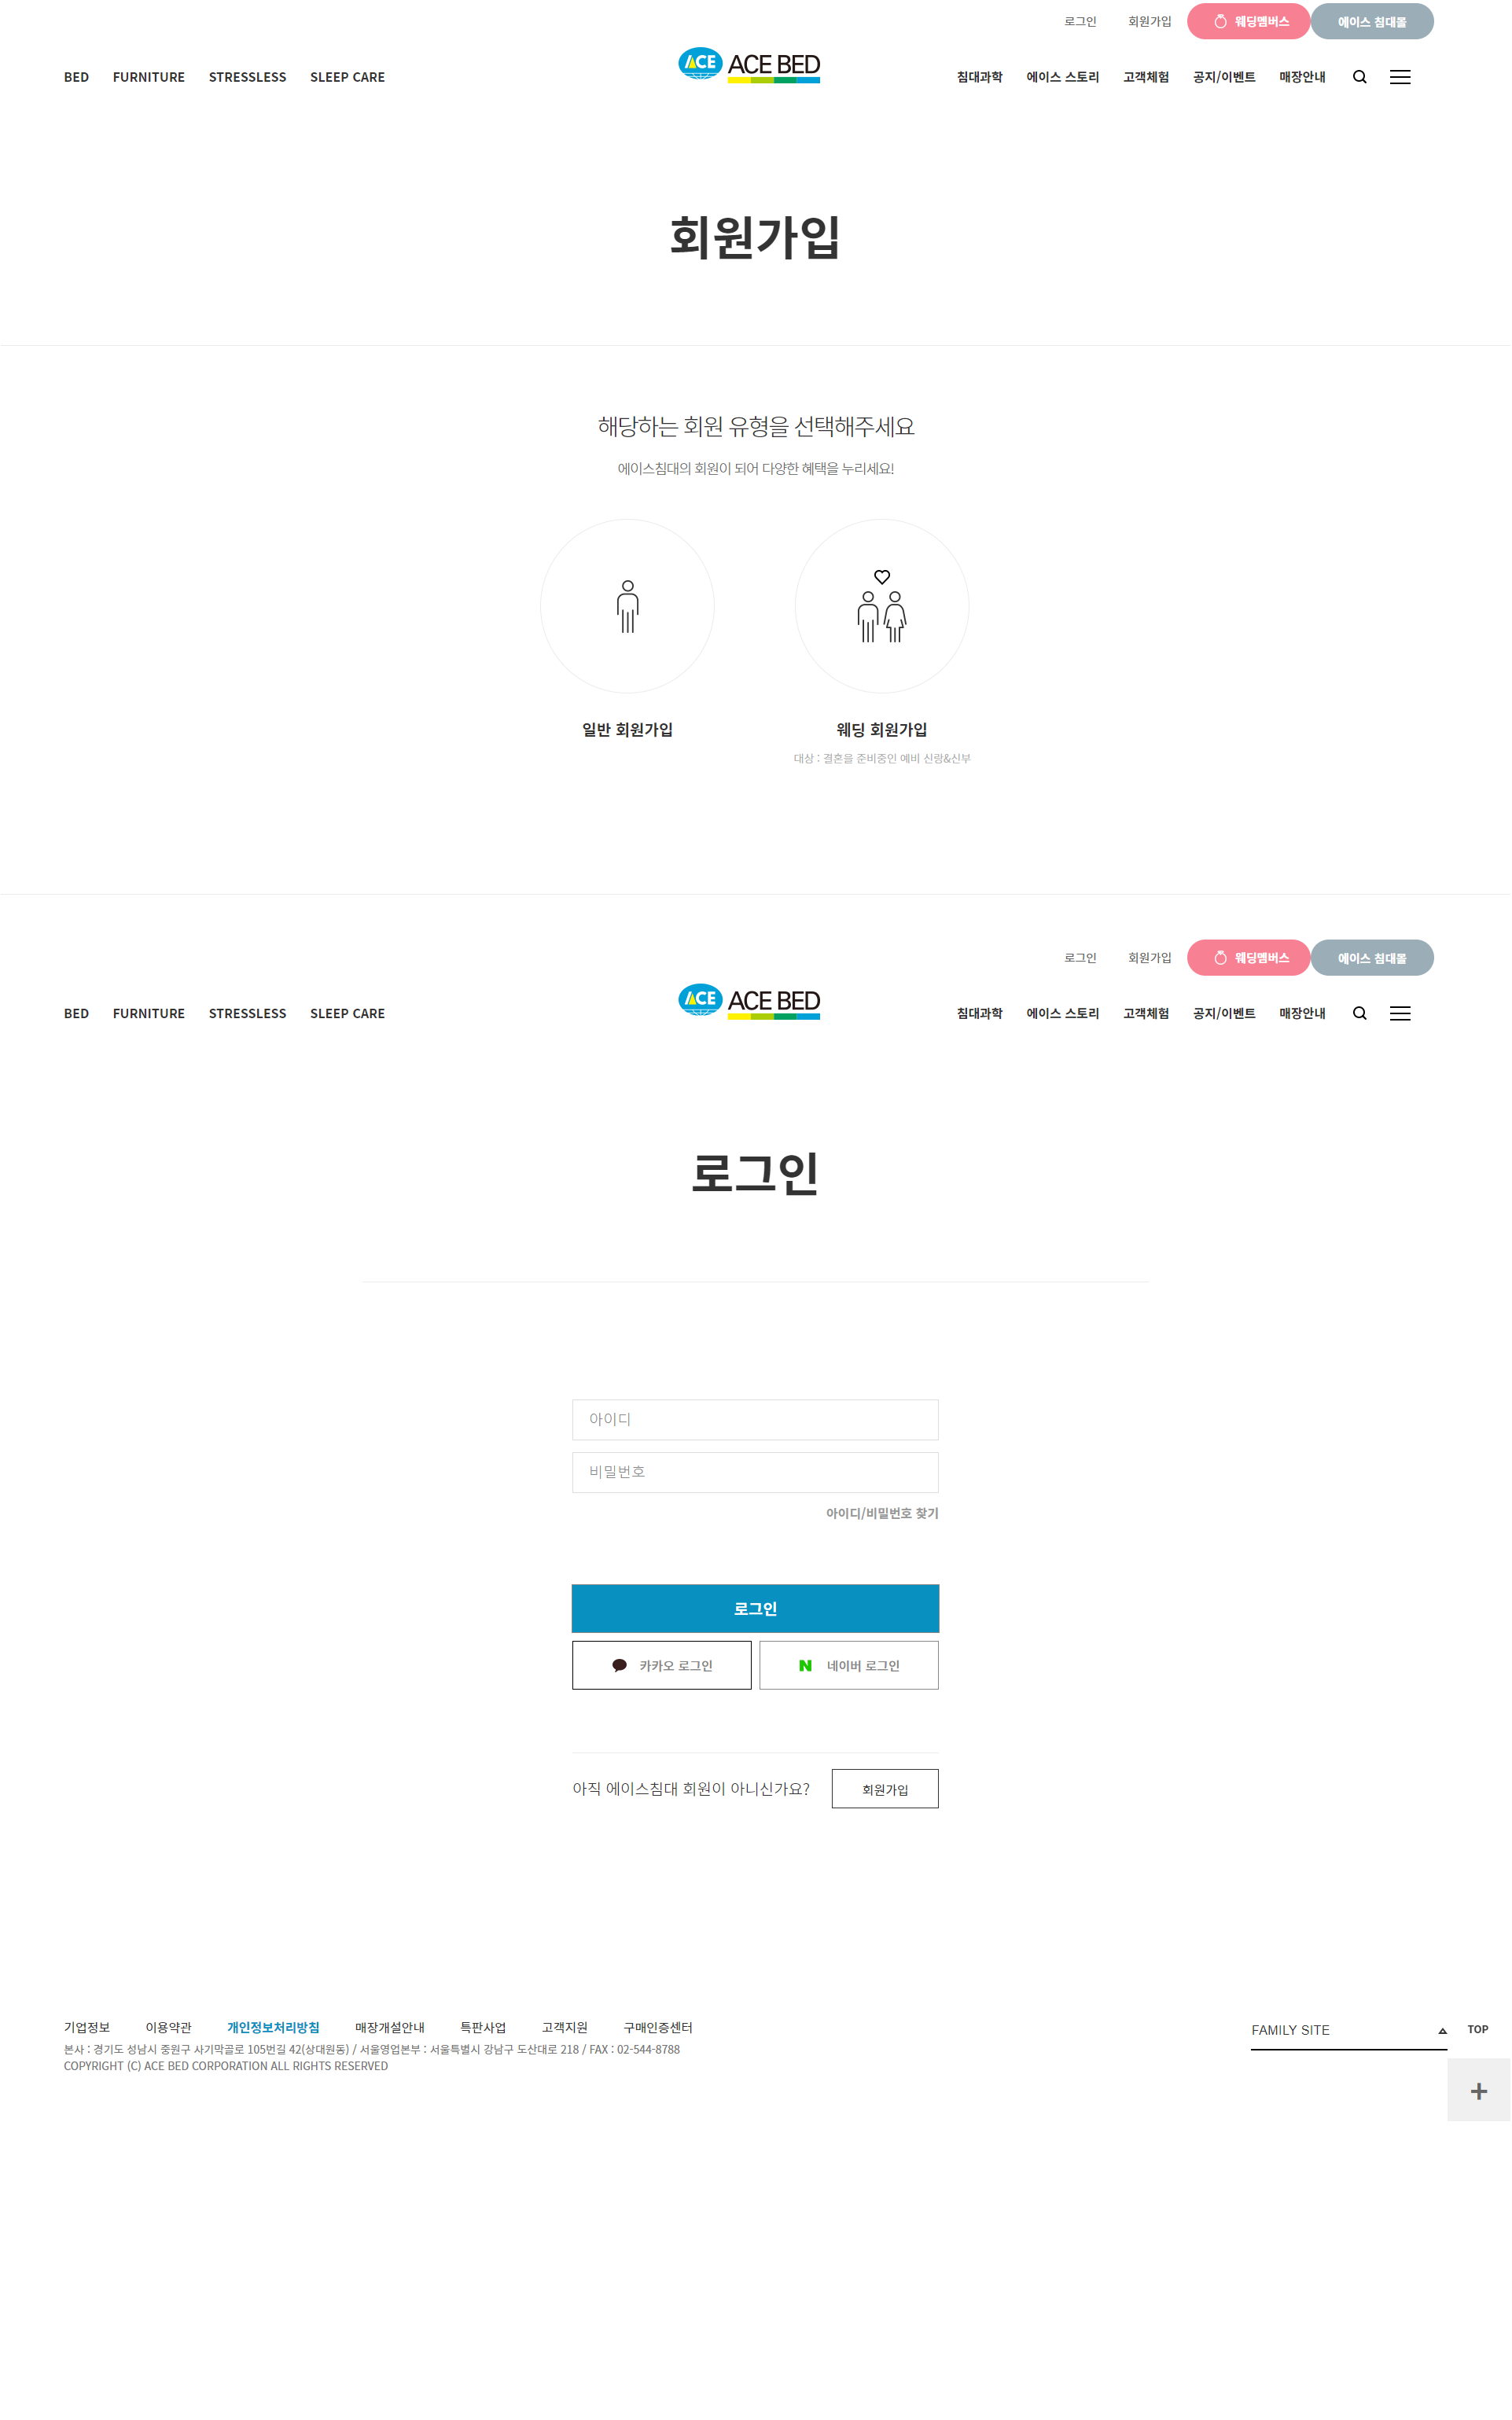 로그인 회원가입 웨딩멤버스 에이스 침대몰
BED FURNITURE STRESSLESS SLEEP CARE ACE ACE BED 침대과학 에이스 스토리 고객체험 공지/이벤트 매장안내
회원가입
해당하는 회원 유형을 선택해주세요
에이스침대의 회원이 되어 다양한 혜택을 누리세요!
일반 회원가입 웨딩 회원가입
대상 : 결혼을 준비중인 예비 신랑&신부
로그인 회원가입 웨딩멤버스 에이스 침대몰
BED FURNITURE STRESSLESS SLEEP CARE ACE ACE BED 침대과학 에이스 스토리 고객체험 공지/이벤트 매장안내
로그인
아이디
비밀번호
아이디/비밀번호 찾기
로그인
카카오 로그인 네이버 로그인
아직 에이스침대 회원이 아니신가요? 회원가입
기업정보 이용약관 개인정보처리방침 매장개설안내 특판사업 고객지원 구매인증센터 FAMILY SITE TOP
본사 : 경기도 성남시 중원구 사기막골로 105번길 42(상대원동) / 서울영업본부 : 서울특별시 강남구 도산대로 218 / FAX : 02-544-8788
COPYRIGHT (C) ACE BED CORPORATION ALL RIGHTS RESERVED
+